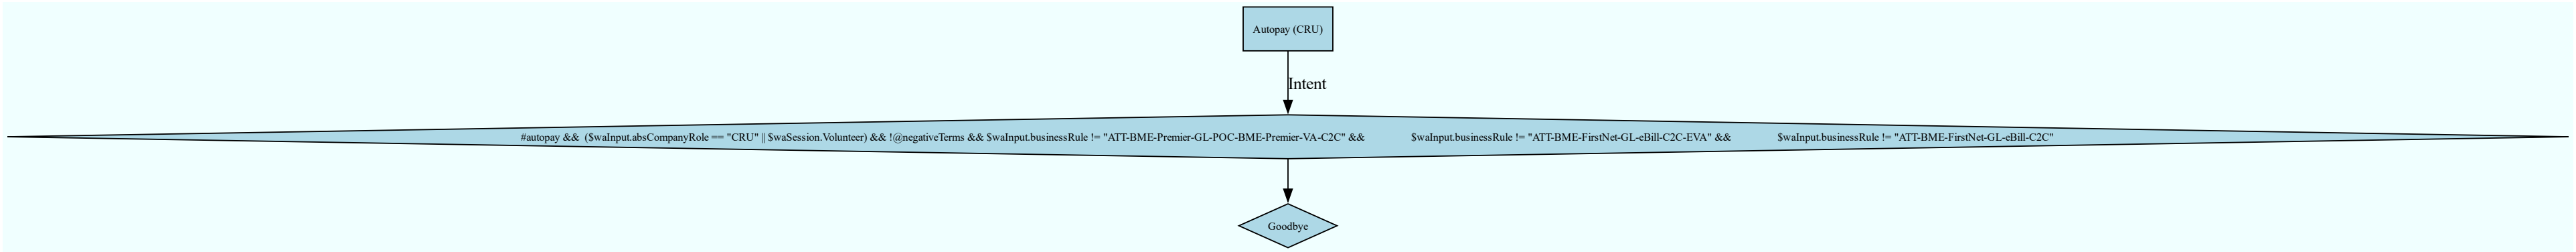 Autopay (CRU)
Intent
#autopay && ($waInput.absCompanyRole == "CRU" || $waSession.Volunteer) && !@negativeTerms && $waInput.businessRule != "ATT-BME-Premier-GL-POC-BME-Premier-VA-C2C" && $waInput.businessRule != "ATT-BME-FirstNet-GL-eBill-C2C-EVA" && $waInput.businessRule != "ATT-BME-FirstNet-GL-eBill-C2C"
Goodbye